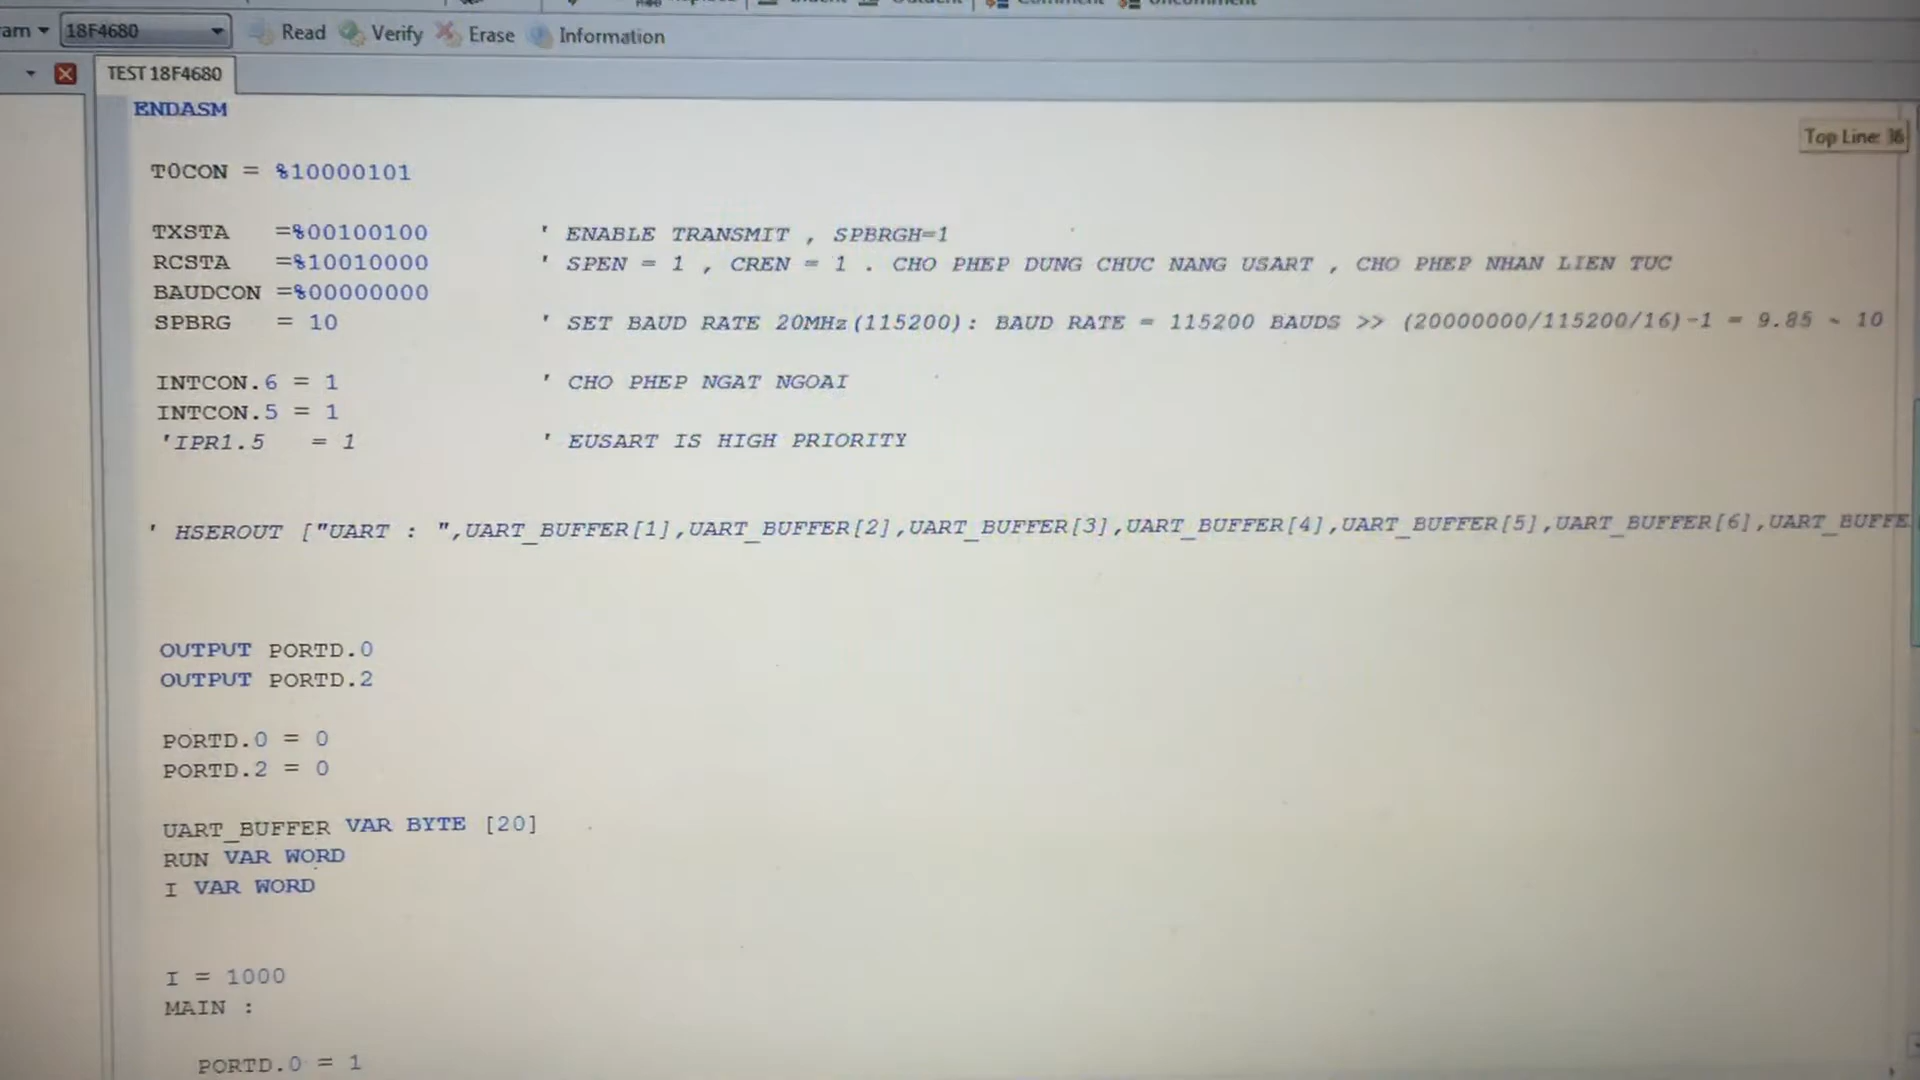 am 18F4680 Read Verify Erase Information
TEST 18F4680
ENDASM
Top Line: 36
T0CON = %10000101
TXSTA =%00100100 ' ENABLE TRANSMIT , SPBRGH=1
RCSTA =%10010000 ' SPEN = 1 , CREN = 1 . CHO PHEP DUNG CHUC NANG USART , CHO PHEP NHAN LIEN TUC
BAUDCON =%00000000
SPBRG = 10 ' SET BAUD RATE 20MHz(115200): BAUD RATE = 115200 BAUDS >> (20000000/115200/16)-1 = 9.85 ~ 10
INTCON.6 = 1 ' CHO PHEP NGAT NGOAI
INTCON.5 = 1
'IPR1.5 = 1 ' EUSART IS HIGH PRIORITY
' HSEROUT ["UART : ",UART_BUFFER[1],UART_BUFFER[2],UART_BUFFER[3],UART_BUFFER[4],UART_BUFFER[5],UART_BUFFER[6],UART_BUFFE
OUTPUT PORTD.0
OUTPUT PORTD.2
PORTD.0 = 0
PORTD.2 = 0
UART_BUFFER VAR BYTE [20]
RUN VAR WORD
I VAR WORD
I = 1000
MAIN :
PORTD.0 = 1